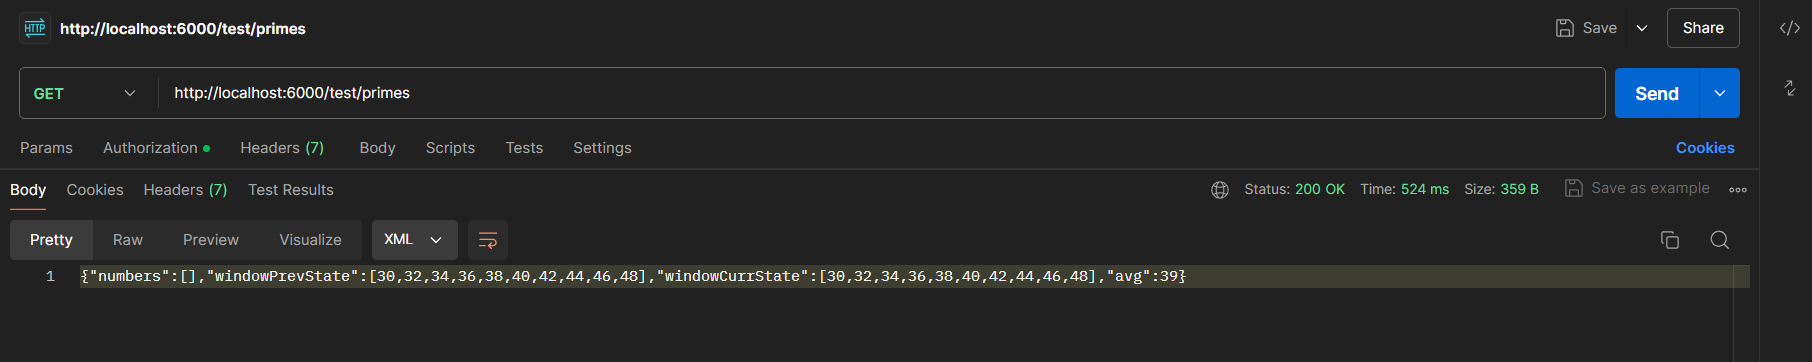 HTTP http://localhost:6000/test/primes Save Share
GET http://localhost:6000/test/primes Send
Params Authorization Headers (7) Body Scripts Tests Settings Cookies
Body Cookies Headers (7) Test Results Status: 200 OK Time: 524 ms Size: 359 B Save as example
Pretty Raw Preview Visualize XML
1 {"numbers":[],"windowPrevState":[30,32,34,36,38,40,42,44,46,48],"windowCurrState":[30,32,34,36,38,40,42,44,46,48],"avg":39}